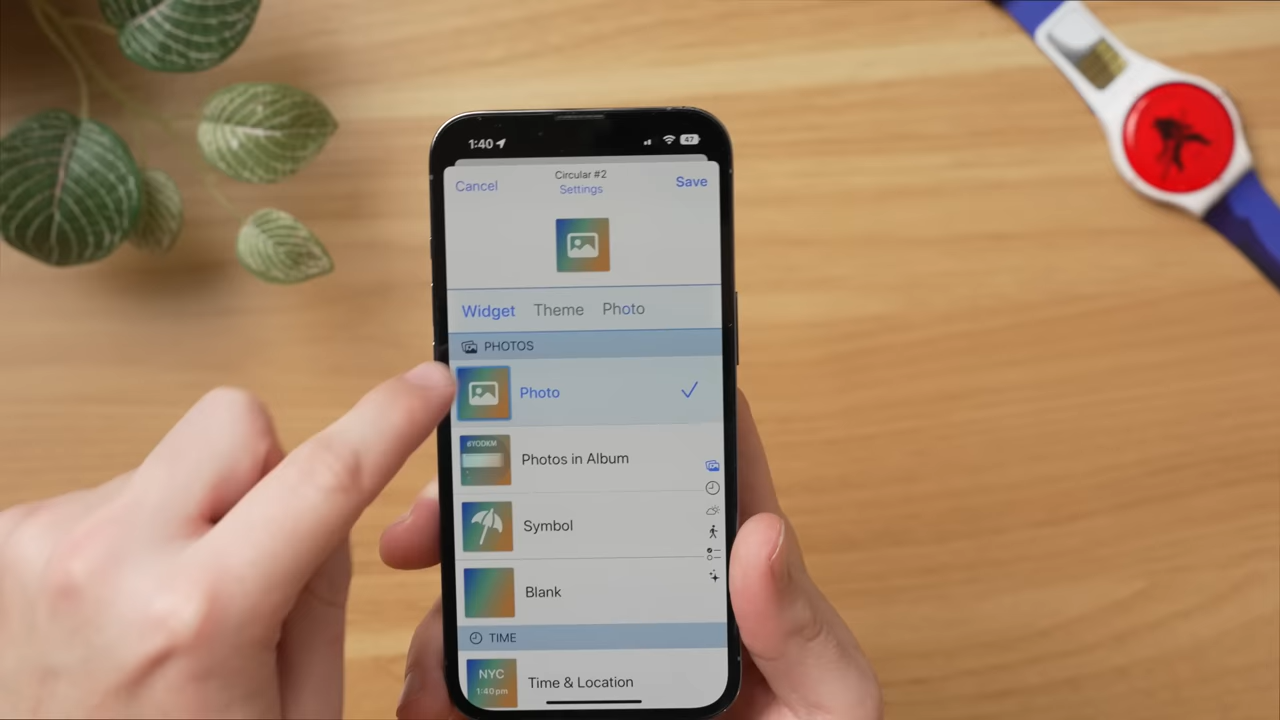 1:40
47
Circular #2
Cancel
Settings
Save
Widget Theme Photo
PHOTOS
Photo
Photos in Album
Symbol
Blank
TIME
NYC
1:40pm
Time & Location